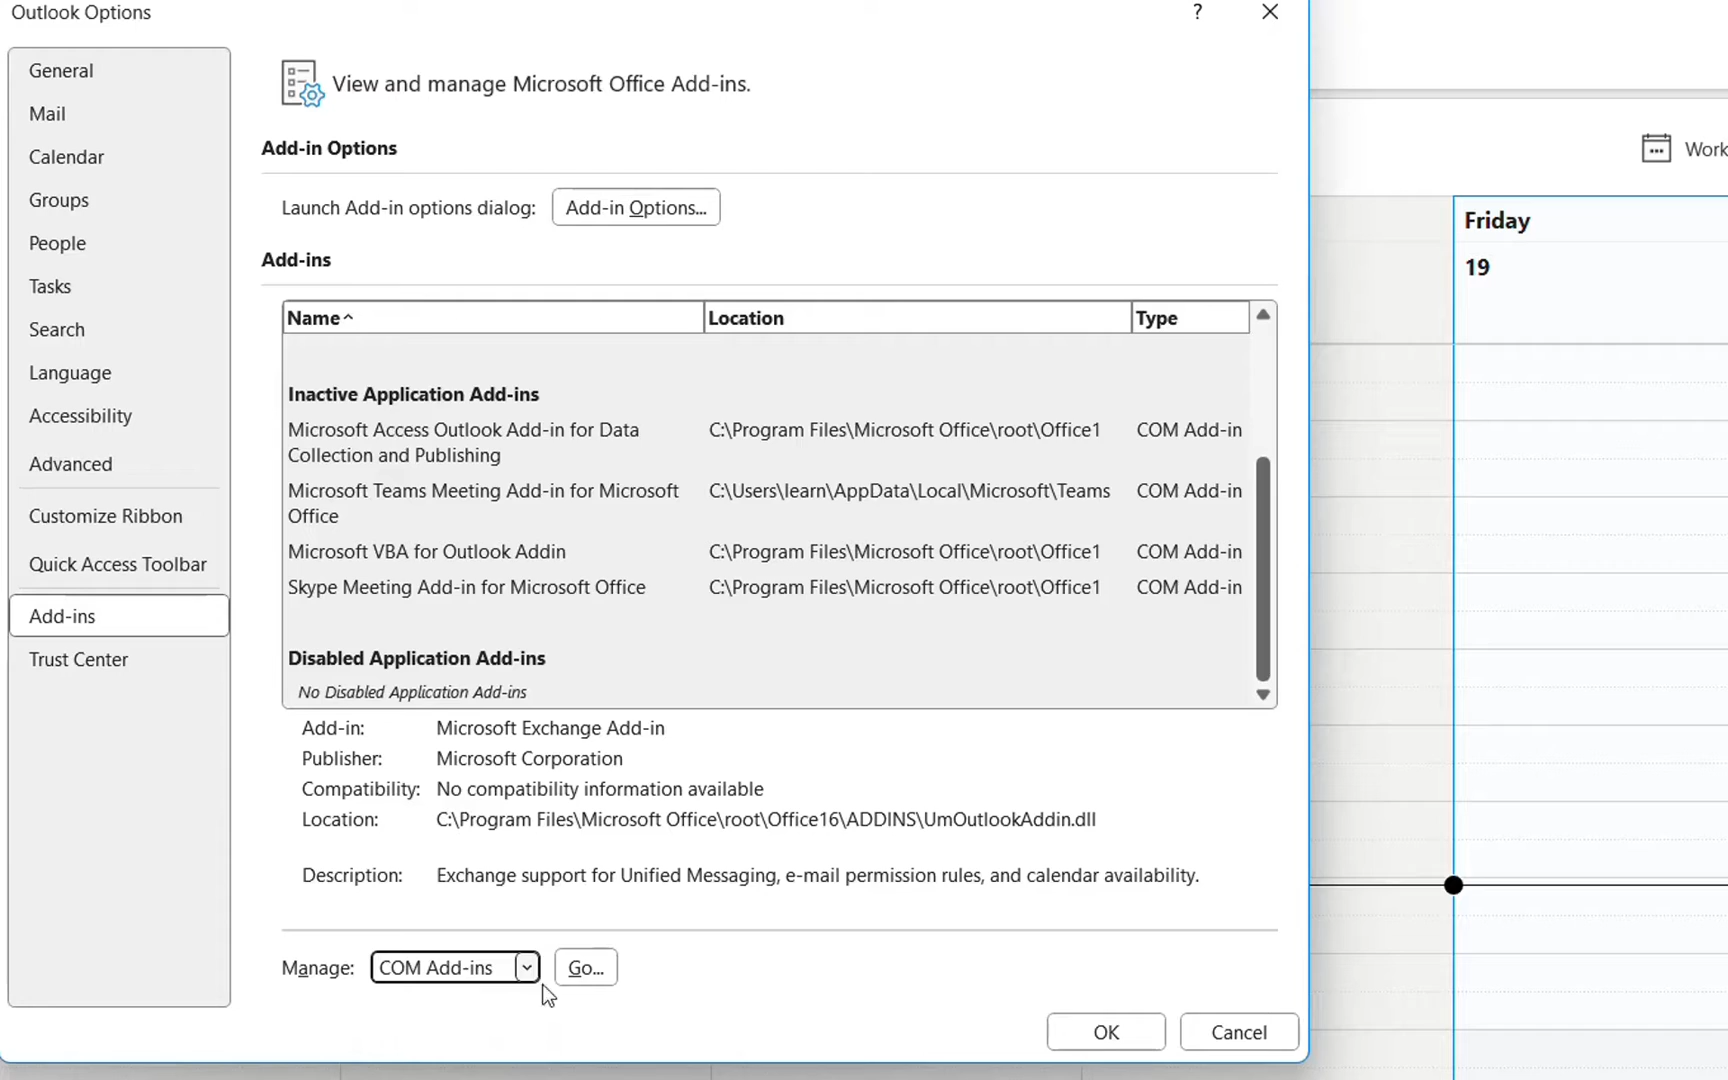 Outlook Options
?
General
Mail
Calendar
Groups
People
Tasks
Search
Language
Accessibility
Advanced
Customize Ribbon
Quick Access Toolbar
Add-ins
Trust Center
View and manage Microsoft Office Add-ins.
Add-in Options
Launch Add-in options dialog: Add-in Options...
Add-ins
Name Location Type
Inactive Application Add-ins
Microsoft Access Outlook Add-in for Data C:\Program Files\Microsoft Office\root\Office1 COM Add-in
Collection and Publishing
Microsoft Teams Meeting Add-in for Microsoft C:\Users\learn\AppData\Local\Microsoft\Teams COM Add-in
Office
Microsoft VBA for Outlook Addin C:\Program Files\Microsoft Office\root\Office1 COM Add-in
Skype Meeting Add-in for Microsoft Office C:\Program Files\Microsoft Office\root\Office1 COM Add-in
Disabled Application Add-ins
No Disabled Application Add-ins
Add-in: Microsoft Exchange Add-in
Publisher: Microsoft Corporation
Compatibility: No compatibility information available
Location: C:\Program Files\Microsoft Office\root\Office16\ADDINS\UmOutlookAddin.dll
Description: Exchange support for Unified Messaging, e-mail permission rules, and calendar availability.
Manage: COM Add-ins Go...
OK Cancel
Work
Friday
19